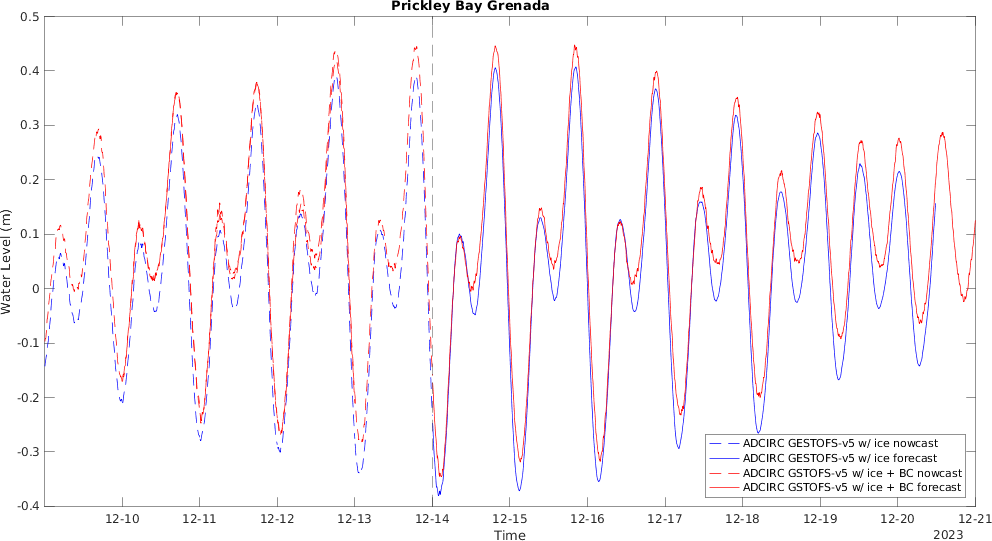 Prickley Bay Grenada
0.5
0.4
0.3
0.2
0.1
0
-0.1
-0.2
-0.3
-0.4
Water Level (m)
12-10 12-11 12-12 12-13 12-14 12-15 12-16 12-17 12-18 12-19 12-20 12-21
Time
2023
ADCIRC GESTOFS-v5 w/ ice nowcast
ADCIRC GESTOFS-v5 w/ ice forecast
ADCIRC GSTOFS-v5 w/ ice + BC nowcast
ADCIRC GSTOFS-v5 w/ ice + BC forecast